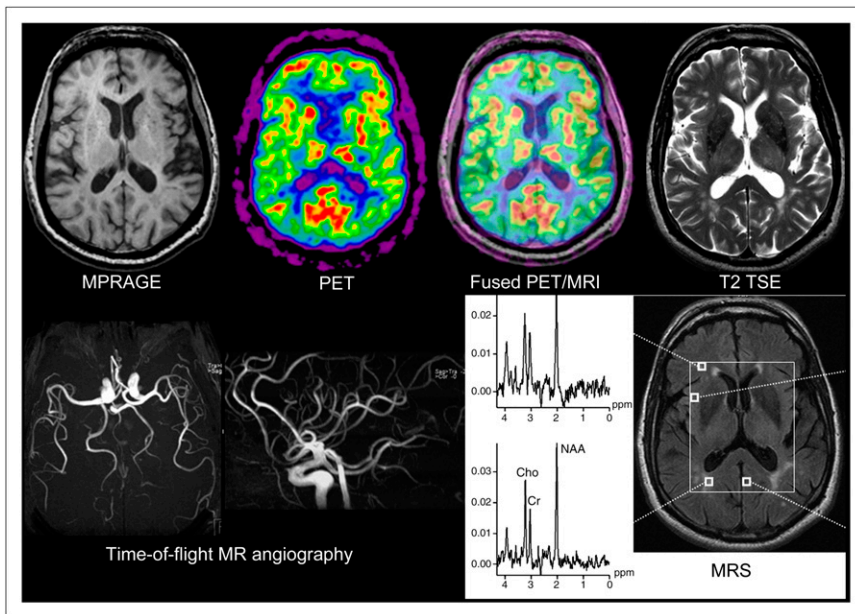 MPRAGE
PET
Fused PET/MRI
T2 TSE
0.02
0.01
0.00
4 3 2 1 0
ppm
0.03
0.02
0.01
0.00
Cho
Cr
NAA
4 3 2 1 0
ppm
Time-of-flight MR angiography
MRS